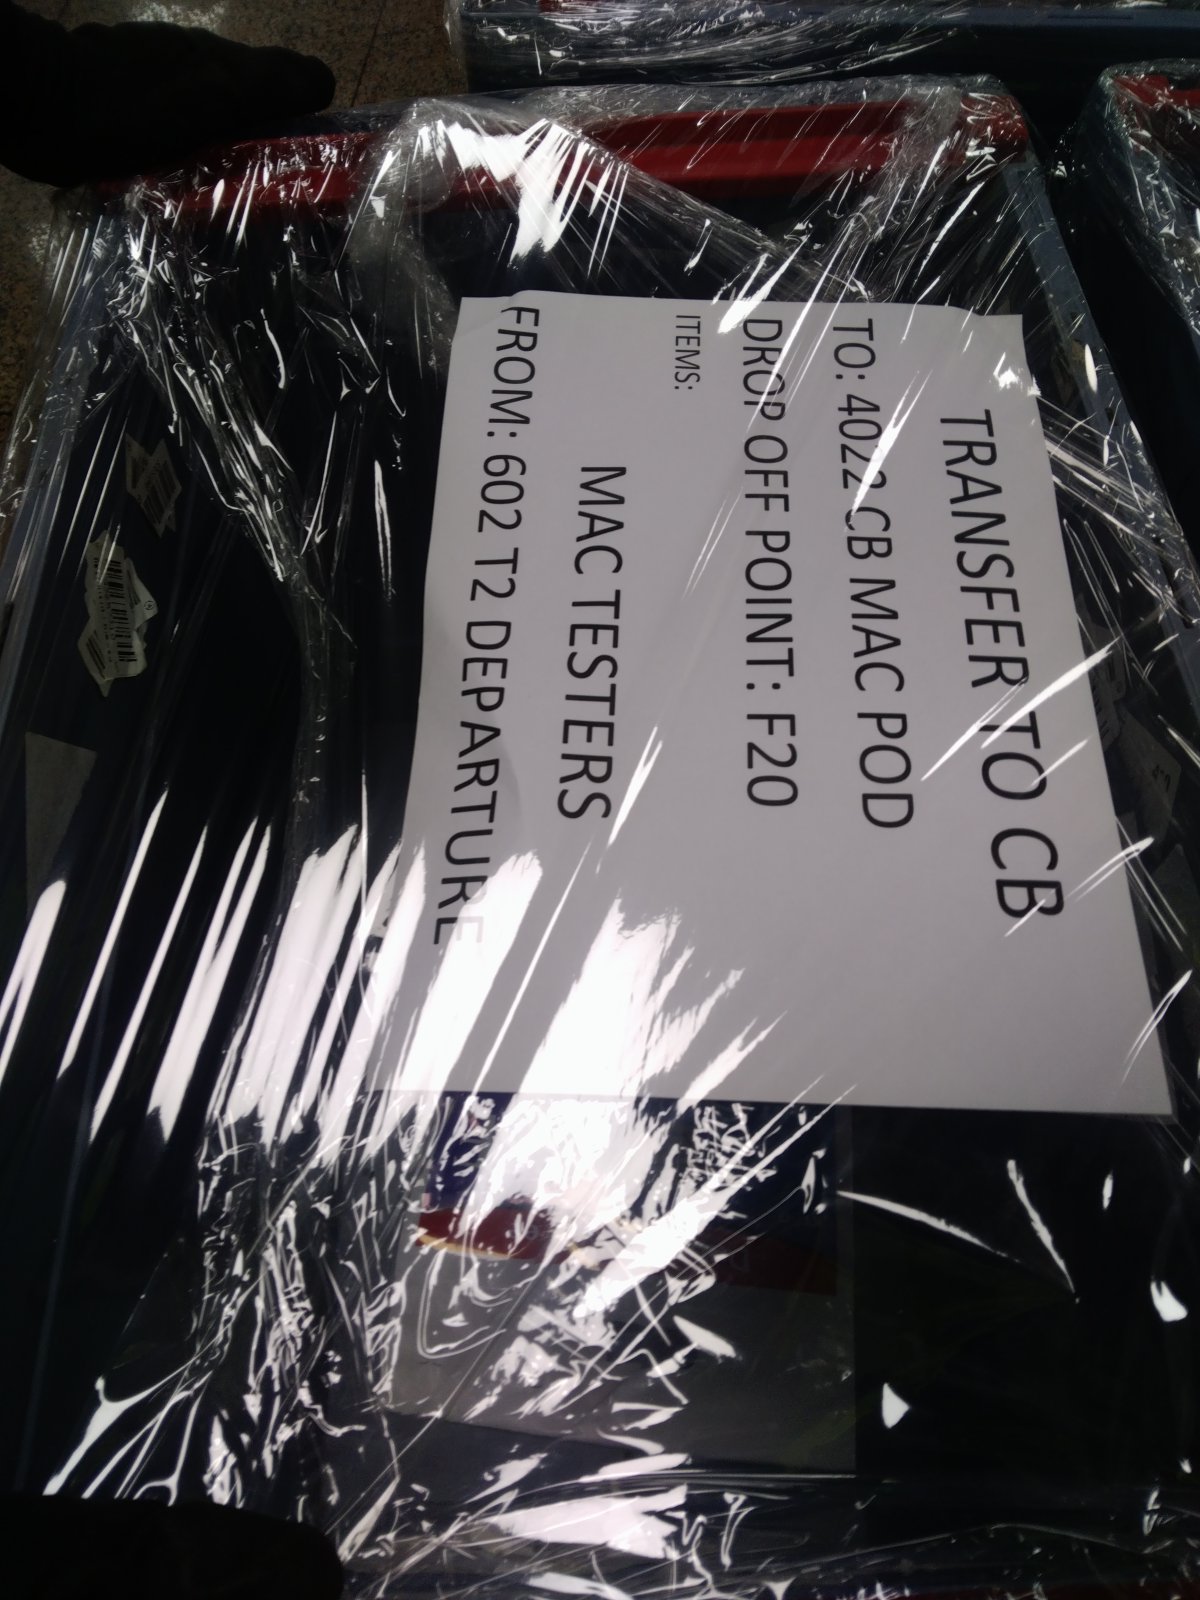 TRANSFER TO CB
TO: 4022 CB MAC POD
DROP OFF POINT: F20
ITEMS:
MAC TESTERS
FROM: 602 T2 DEPARTURE